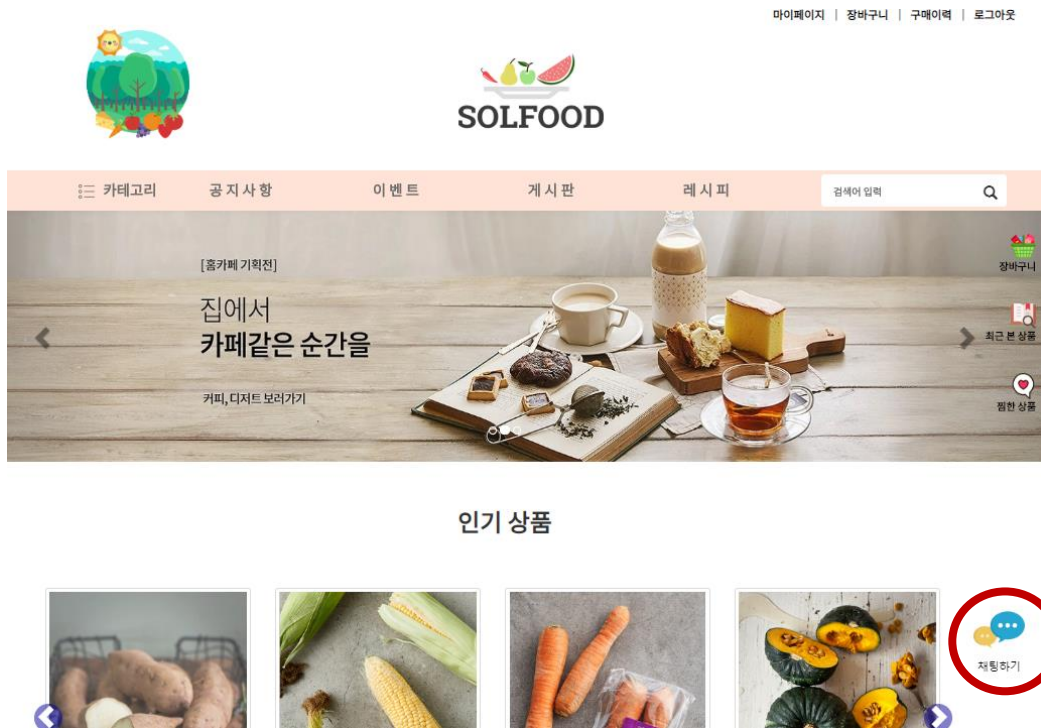 마이페이지 | 장바구니 | 구매이력 | 로그아웃
SOLFOOD
카테고리 공지사항 이벤트 게시판 레시피 검색어 입력
[홈카페 기획전]
집에서
카페같은 순간을
커피, 디저트 보러가기
장바구니
최근 본 상품
찜한 상품
인기 상품
채팅하기